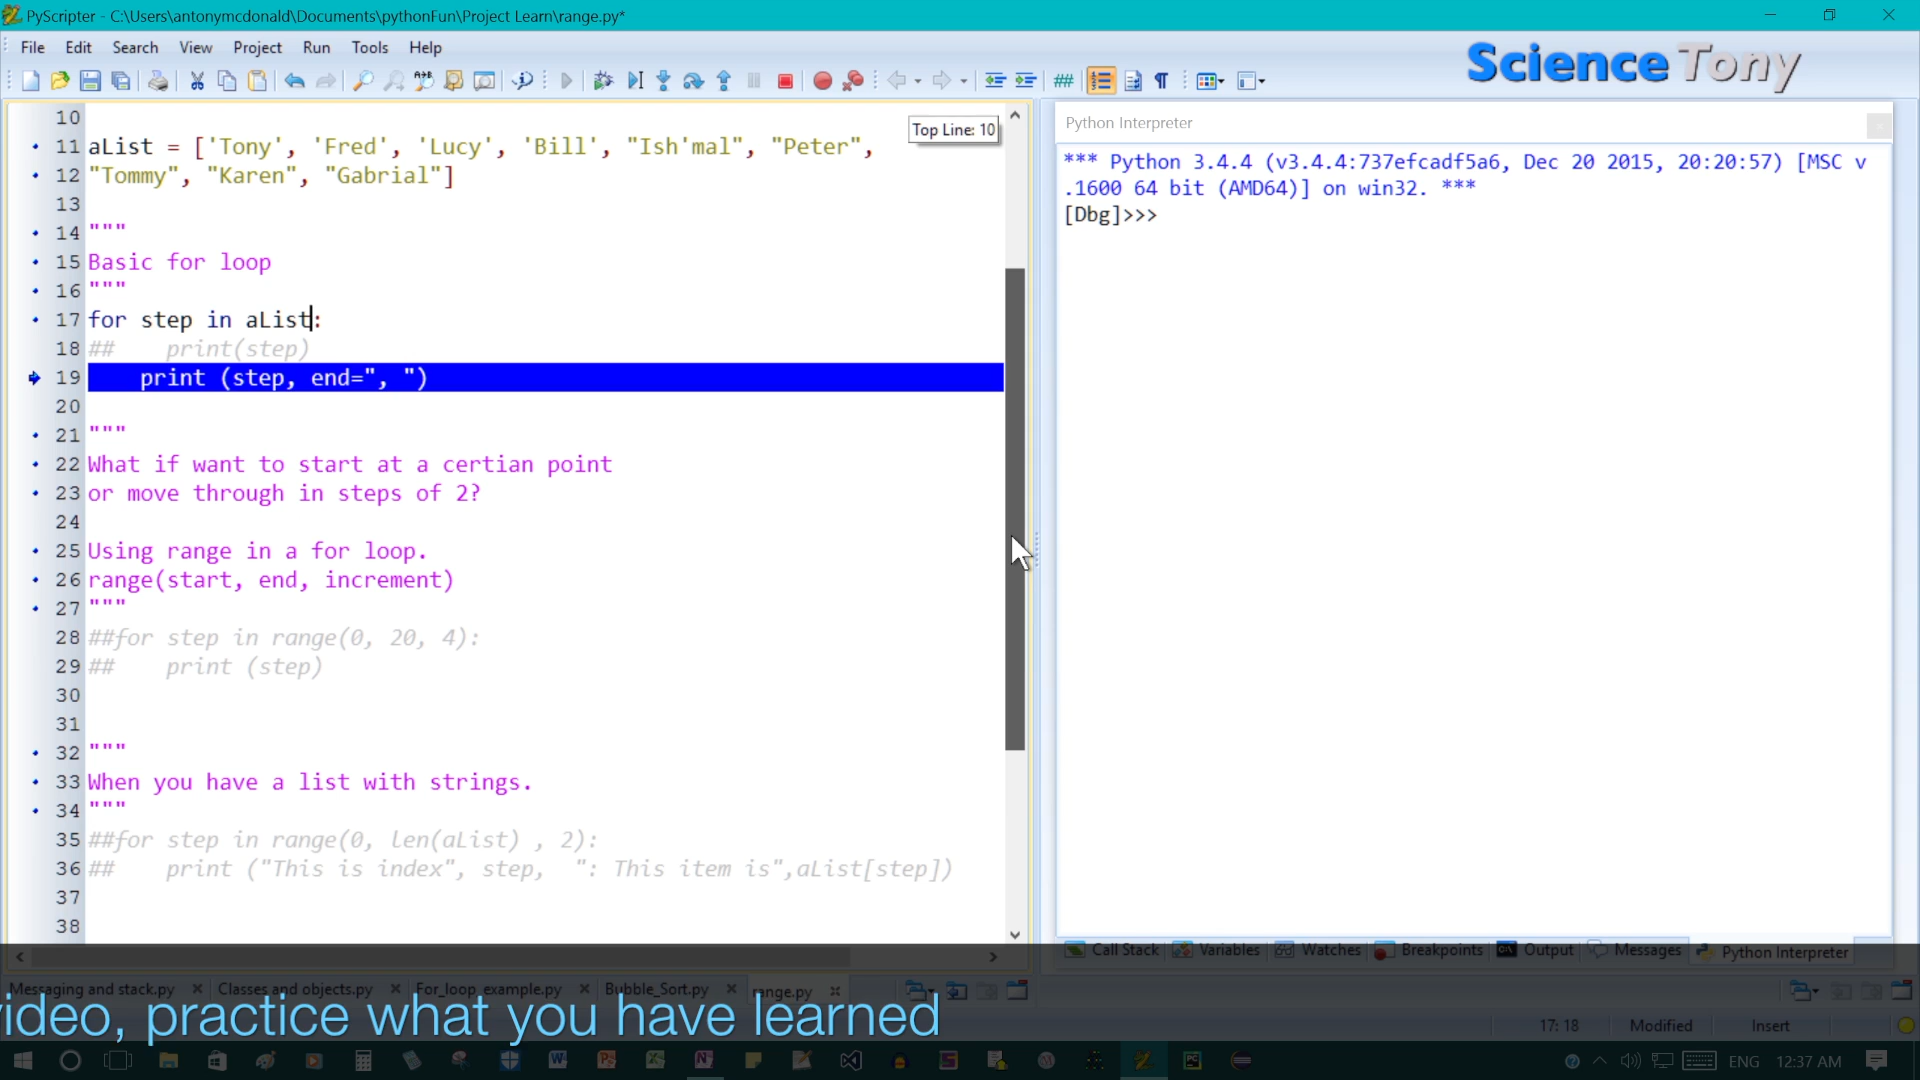 PyScripter - C:\Users\antonymcdonald\Documents\pythonFun\Project Learn\range.py*
File Edit Search View Project Run Tools Help
Science Tony
10
11 aList = ['Tony', 'Fred', 'Lucy', 'Bill', "Ish'mal", "Peter",
12 "Tommy", "Karen", "Gabrial"]
13
14 """
15 Basic for loop
16 """
17 for step in aList:
18 ##    print(step)
19     print (step, end=", ")
20
21 """
22 What if want to start at a certian point
23 or move through in steps of 2?
24
25 Using range in a for loop.
26 range(start, end, increment)
27 """
28 ##for step in range(0, 20, 4):
29 ##    print (step)
30
31
32 """
33 When you have a list with strings.
34 """
35 ##for step in range(0, len(aList) , 2):
36 ##    print ("This is index", step,  ": This item is",aList[step])
37
38
Top Line: 10
Python Interpreter
*** Python 3.4.4 (v3.4.4:737efcadf5a6, Dec 20 2015, 20:20:57) [MSC v
.1600 64 bit (AMD64)] on win32. ***
[Dbg]>>>
Call Stack Variables Watches Breakpoints Output Messages Python Interpreter
Messaging and stack.py Classes and objects.py For_loop_example.py Bubble_Sort.py range.py
ideo, practice what you have learned
17: 18 Modified Insert
ENG 12:37 AM